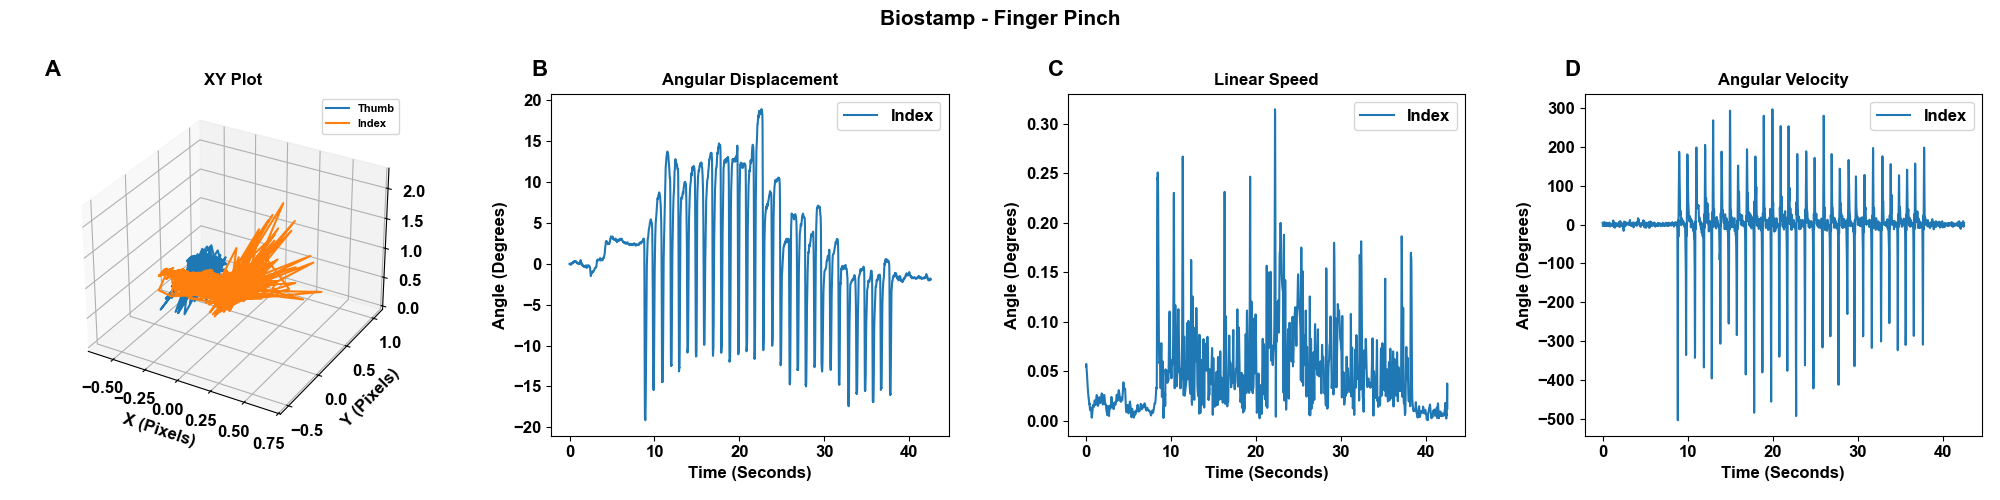 Biostamp - Finger Pinch
A
XY Plot
Thumb
Index
2.0
1.5
1.0
0.5
0.0
1.0
0.5
0.0
−0.5
Y (Pixels)
−0.50
−0.25
0.00
0.25
0.50
0.75
X (Pixels)
B
Angular Displacement
Index
20
15
10
5
0
−5
−10
−15
−20
Angle (Degrees)
0 10 20 30 40
Time (Seconds)
C
Linear Speed
Index
0.30
0.25
0.20
0.15
0.10
0.05
0.00
Angle (Degrees)
0 10 20 30 40
Time (Seconds)
D
Angular Velocity
Index
300
200
100
0
−100
−200
−300
−400
−500
Angle (Degrees)
0 10 20 30 40
Time (Seconds)